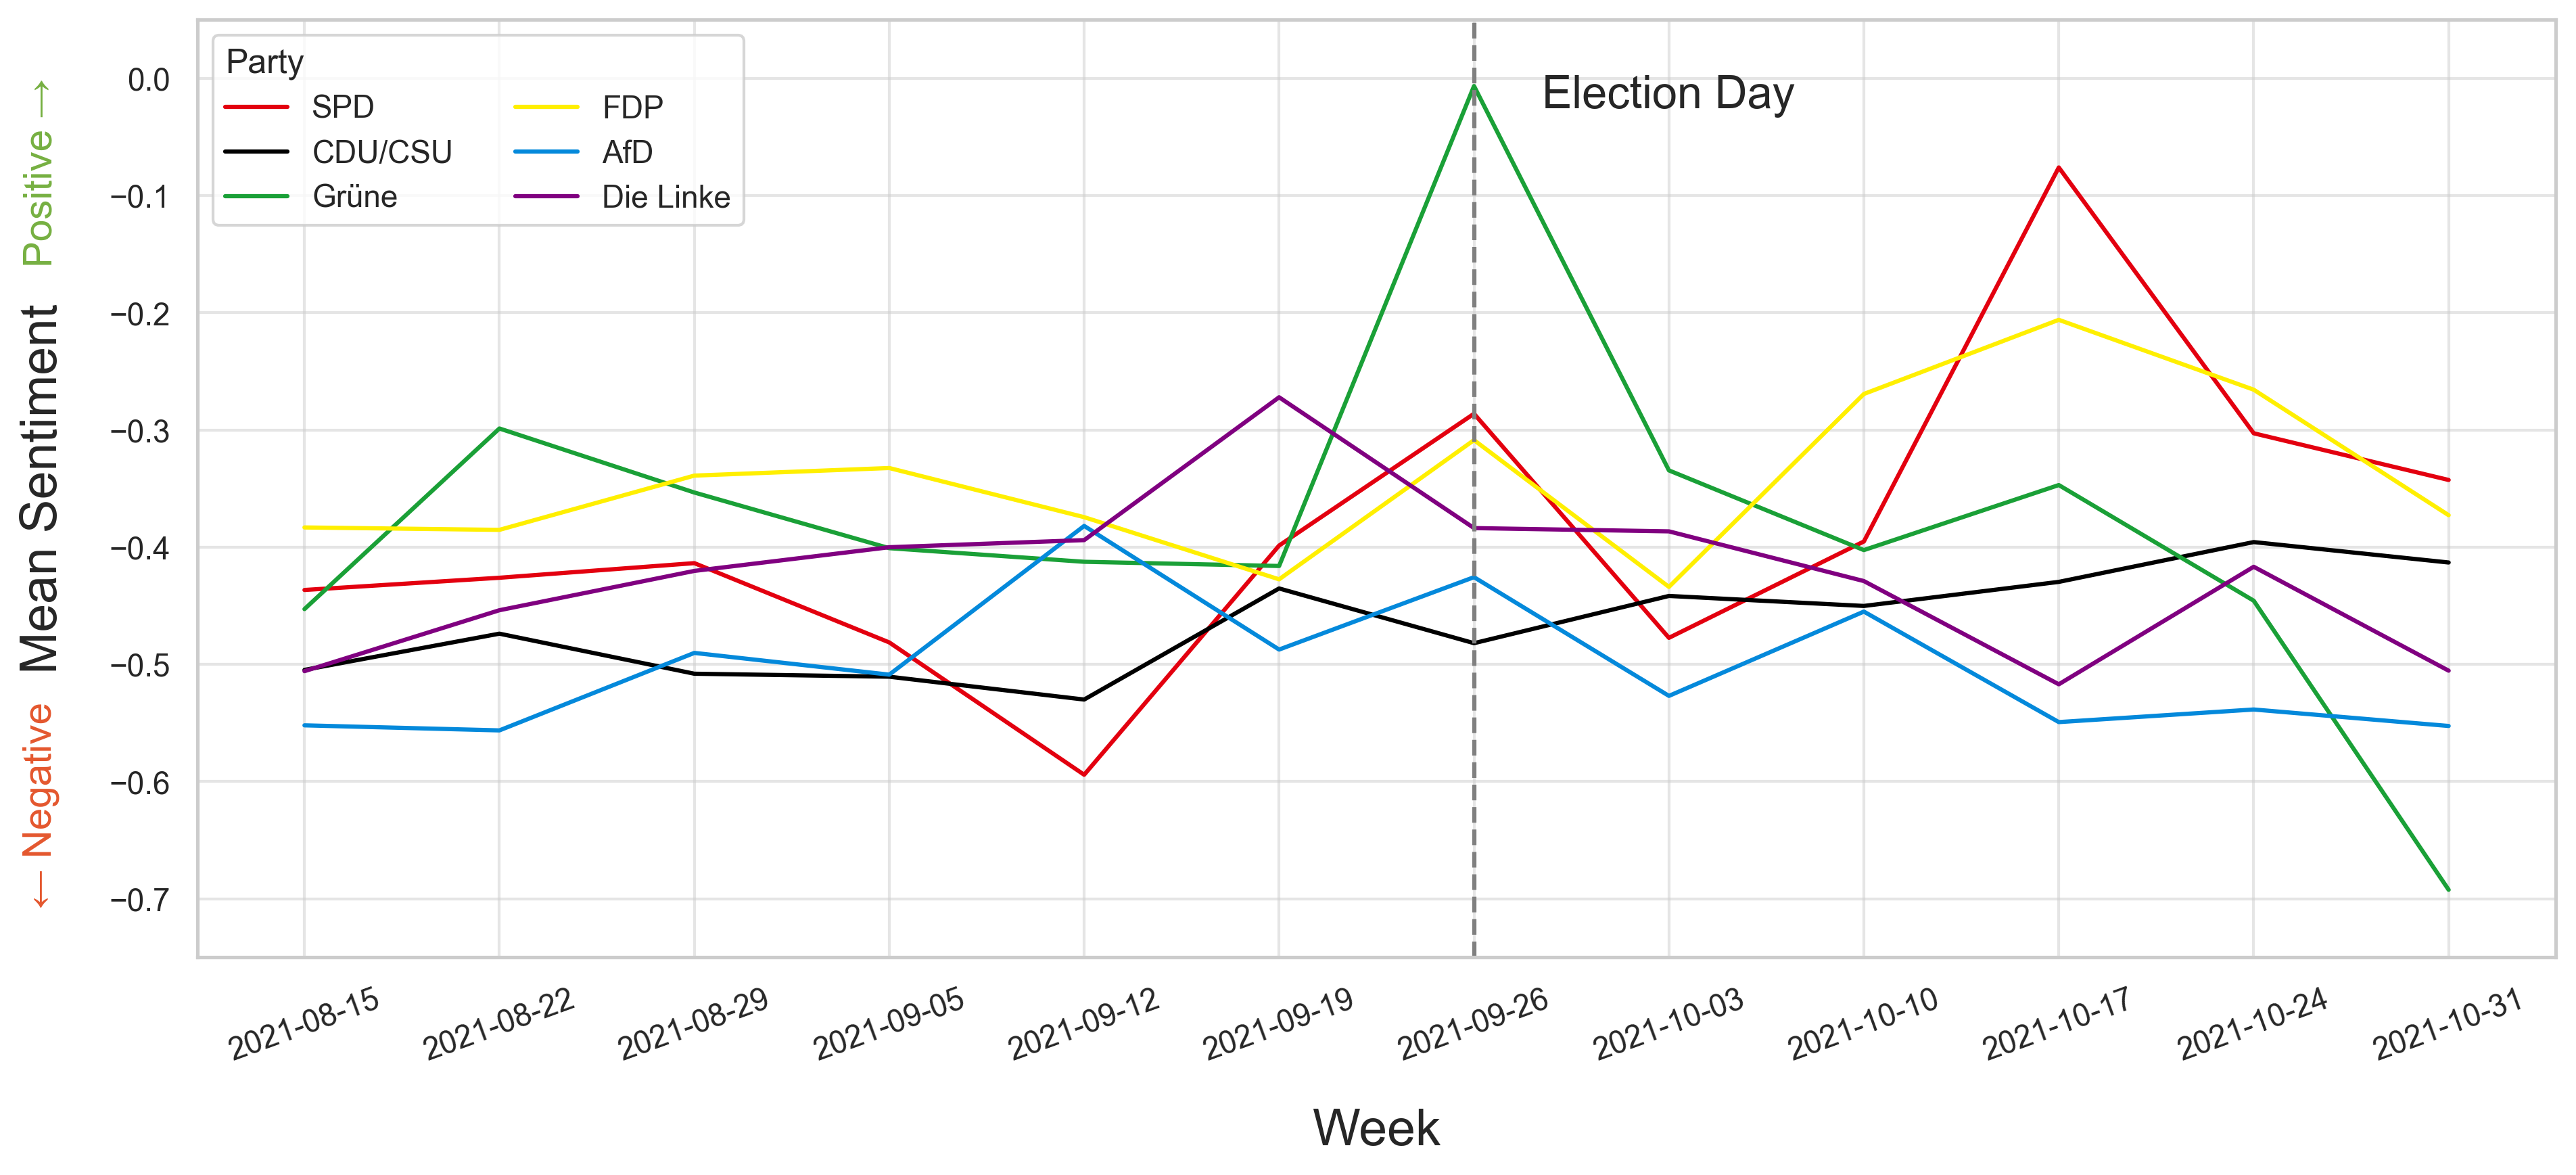 Party
SPD
CDU/CSU
Grüne
FDP
AfD
Die Linke
Election Day
← Negative Mean Sentiment Positive →
0.0
−0.1
−0.2
−0.3
−0.4
−0.5
−0.6
−0.7
2021-08-15
2021-08-22
2021-08-29
2021-09-05
2021-09-12
2021-09-19
2021-09-26
2021-10-03
2021-10-10
2021-10-17
2021-10-24
2021-10-31
Week